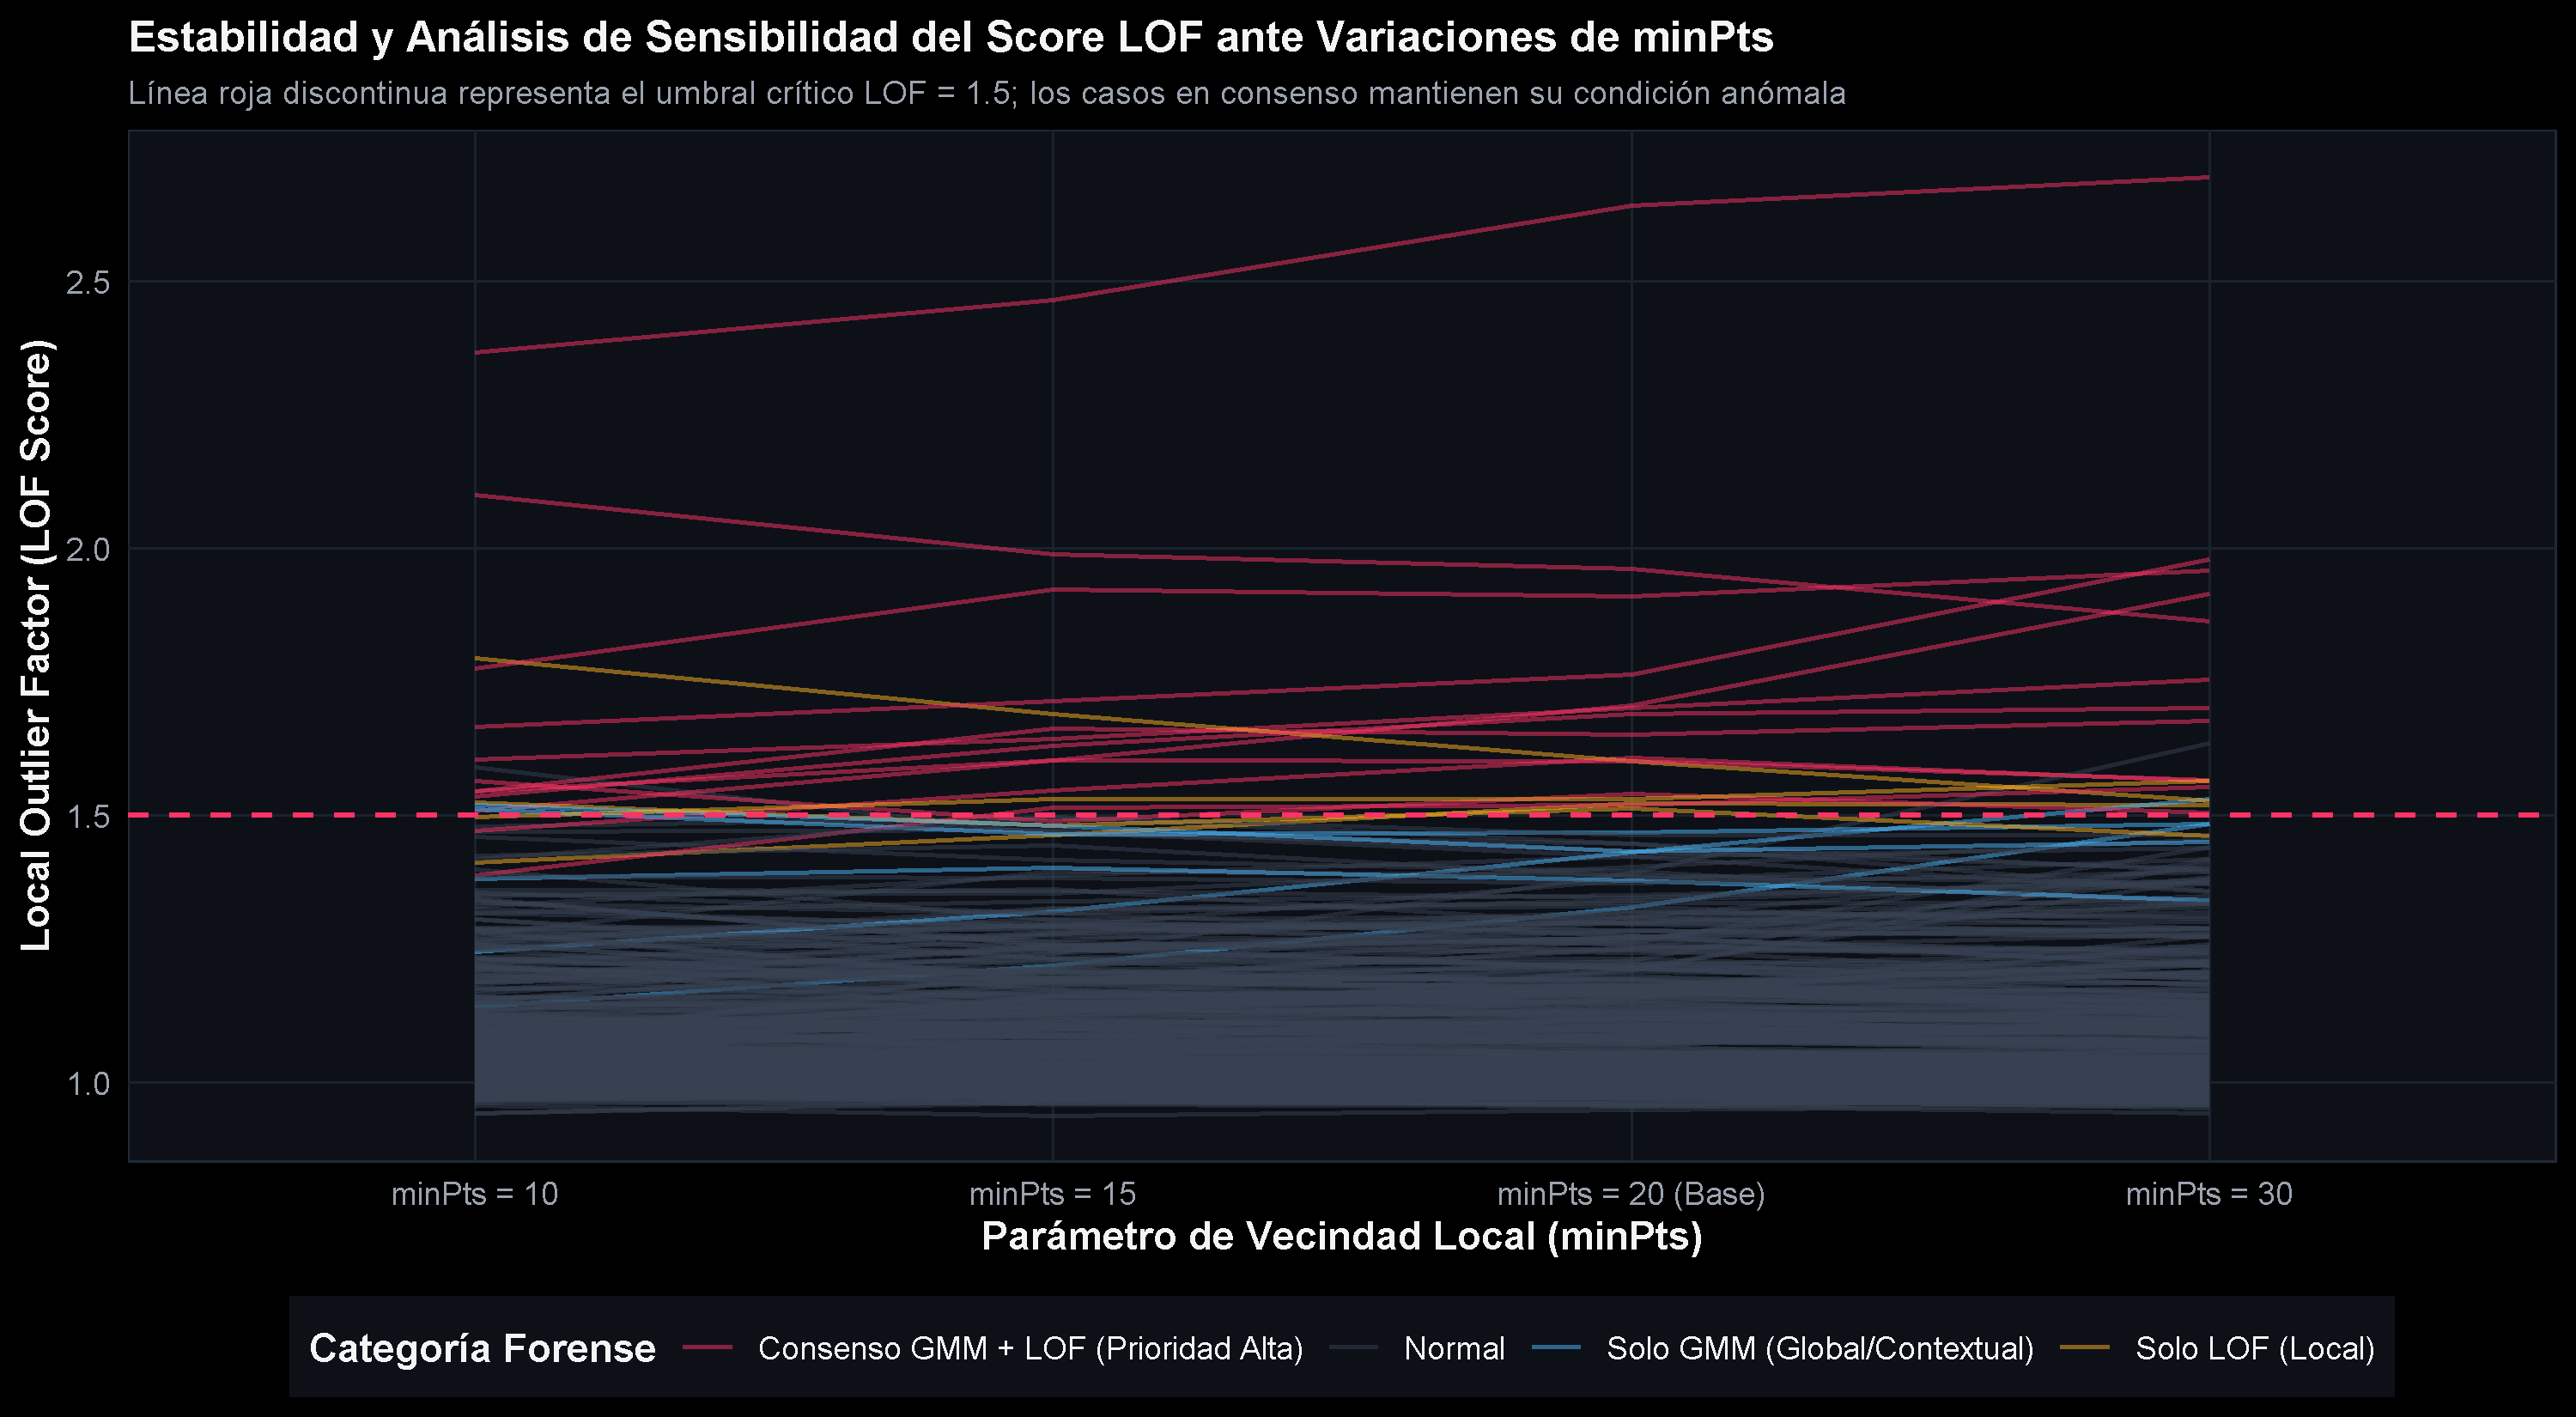 Estabilidad y Análisis de Sensibilidad del Score LOF ante Variaciones de minPts
Línea roja discontinua representa el umbral crítico LOF = 1.5; los casos en consenso mantienen su condición anómala
Local Outlier Factor (LOF Score)
2.5
2.0
1.5
1.0
minPts = 10
minPts = 15
minPts = 20 (Base)
minPts = 30
Parámetro de Vecindad Local (minPts)
Categoría Forense
Consenso GMM + LOF (Prioridad Alta)
Normal
Solo GMM (Global/Contextual)
Solo LOF (Local)